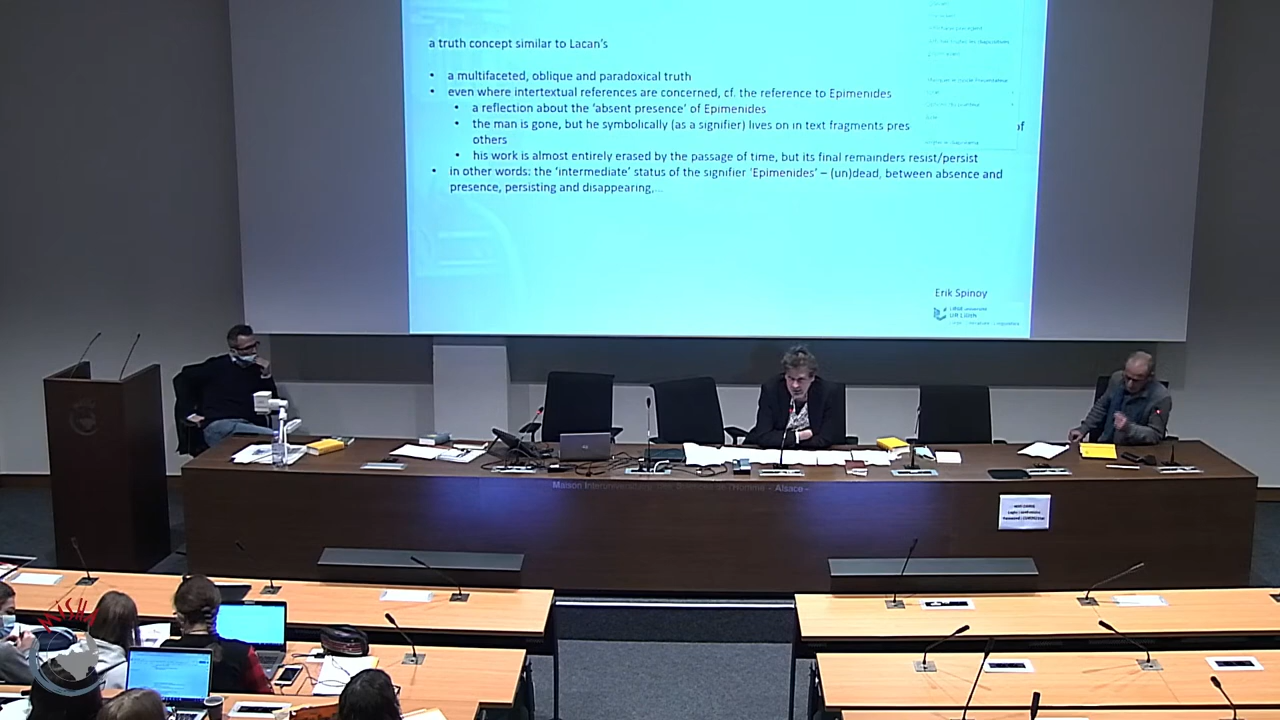 a truth concept similar to Lacan's
• a multifaceted, oblique and paradoxical truth
• even where intertextual references are concerned, cf. the reference to Epimenides
• a reflection about the 'absent presence' of Epimenides
• the man is gone, but he symbolically (as a signifier) lives on in text fragments pres of
others
• his work is almost entirely erased by the passage of time, but its final remainders resist/persist
• in other words: the 'intermediate' status of the signifier 'Epimenides' – (un)dead, between absence and
presence, persisting and disappearing,...
Erik Spinoy
Maison Interuniversitaire des Sciences de l'Homme - Alsace -
MISHA